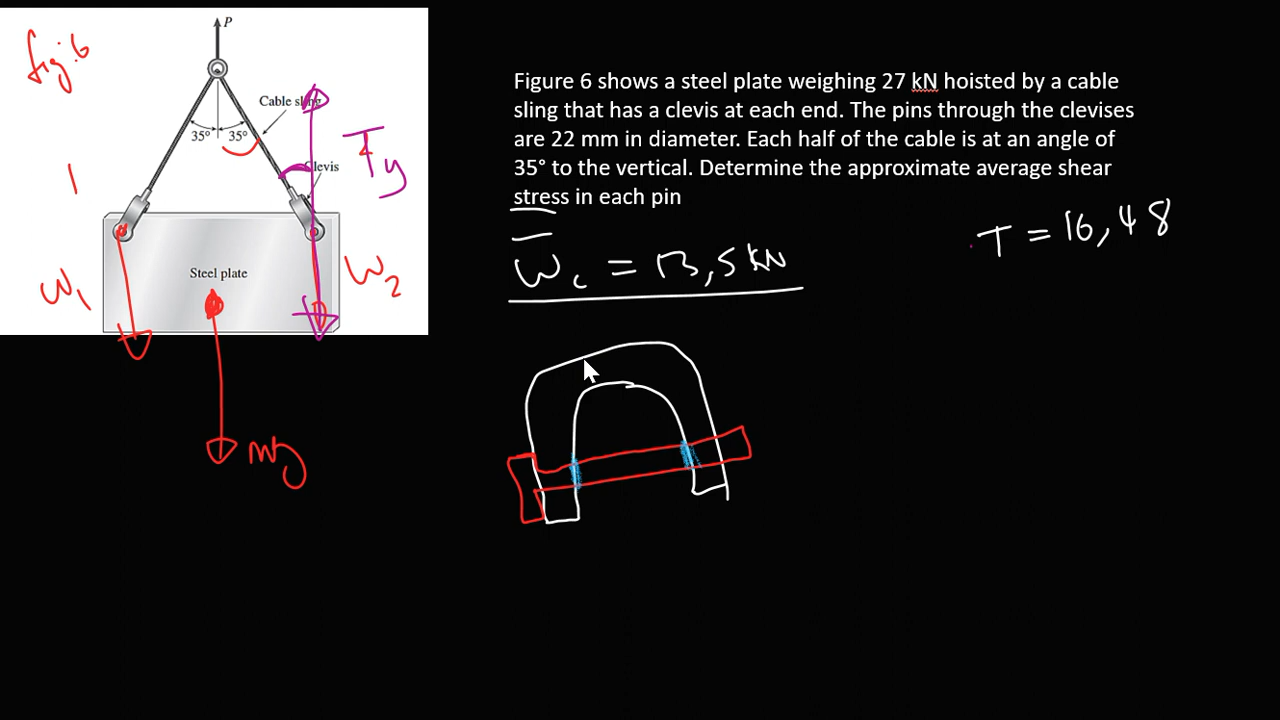 fig:6
P
Cable sling
35°
35°
Ty
Clevis
1
Steel plate
W1
W2
mg
Figure 6 shows a steel plate weighing 27 kN hoisted by a cable
sling that has a clevis at each end. The pins through the clevises
are 22 mm in diameter. Each half of the cable is at an angle of
35° to the vertical. Determine the approximate average shear
stress in each pin
Wc = 13,5 kN
T = 16,48